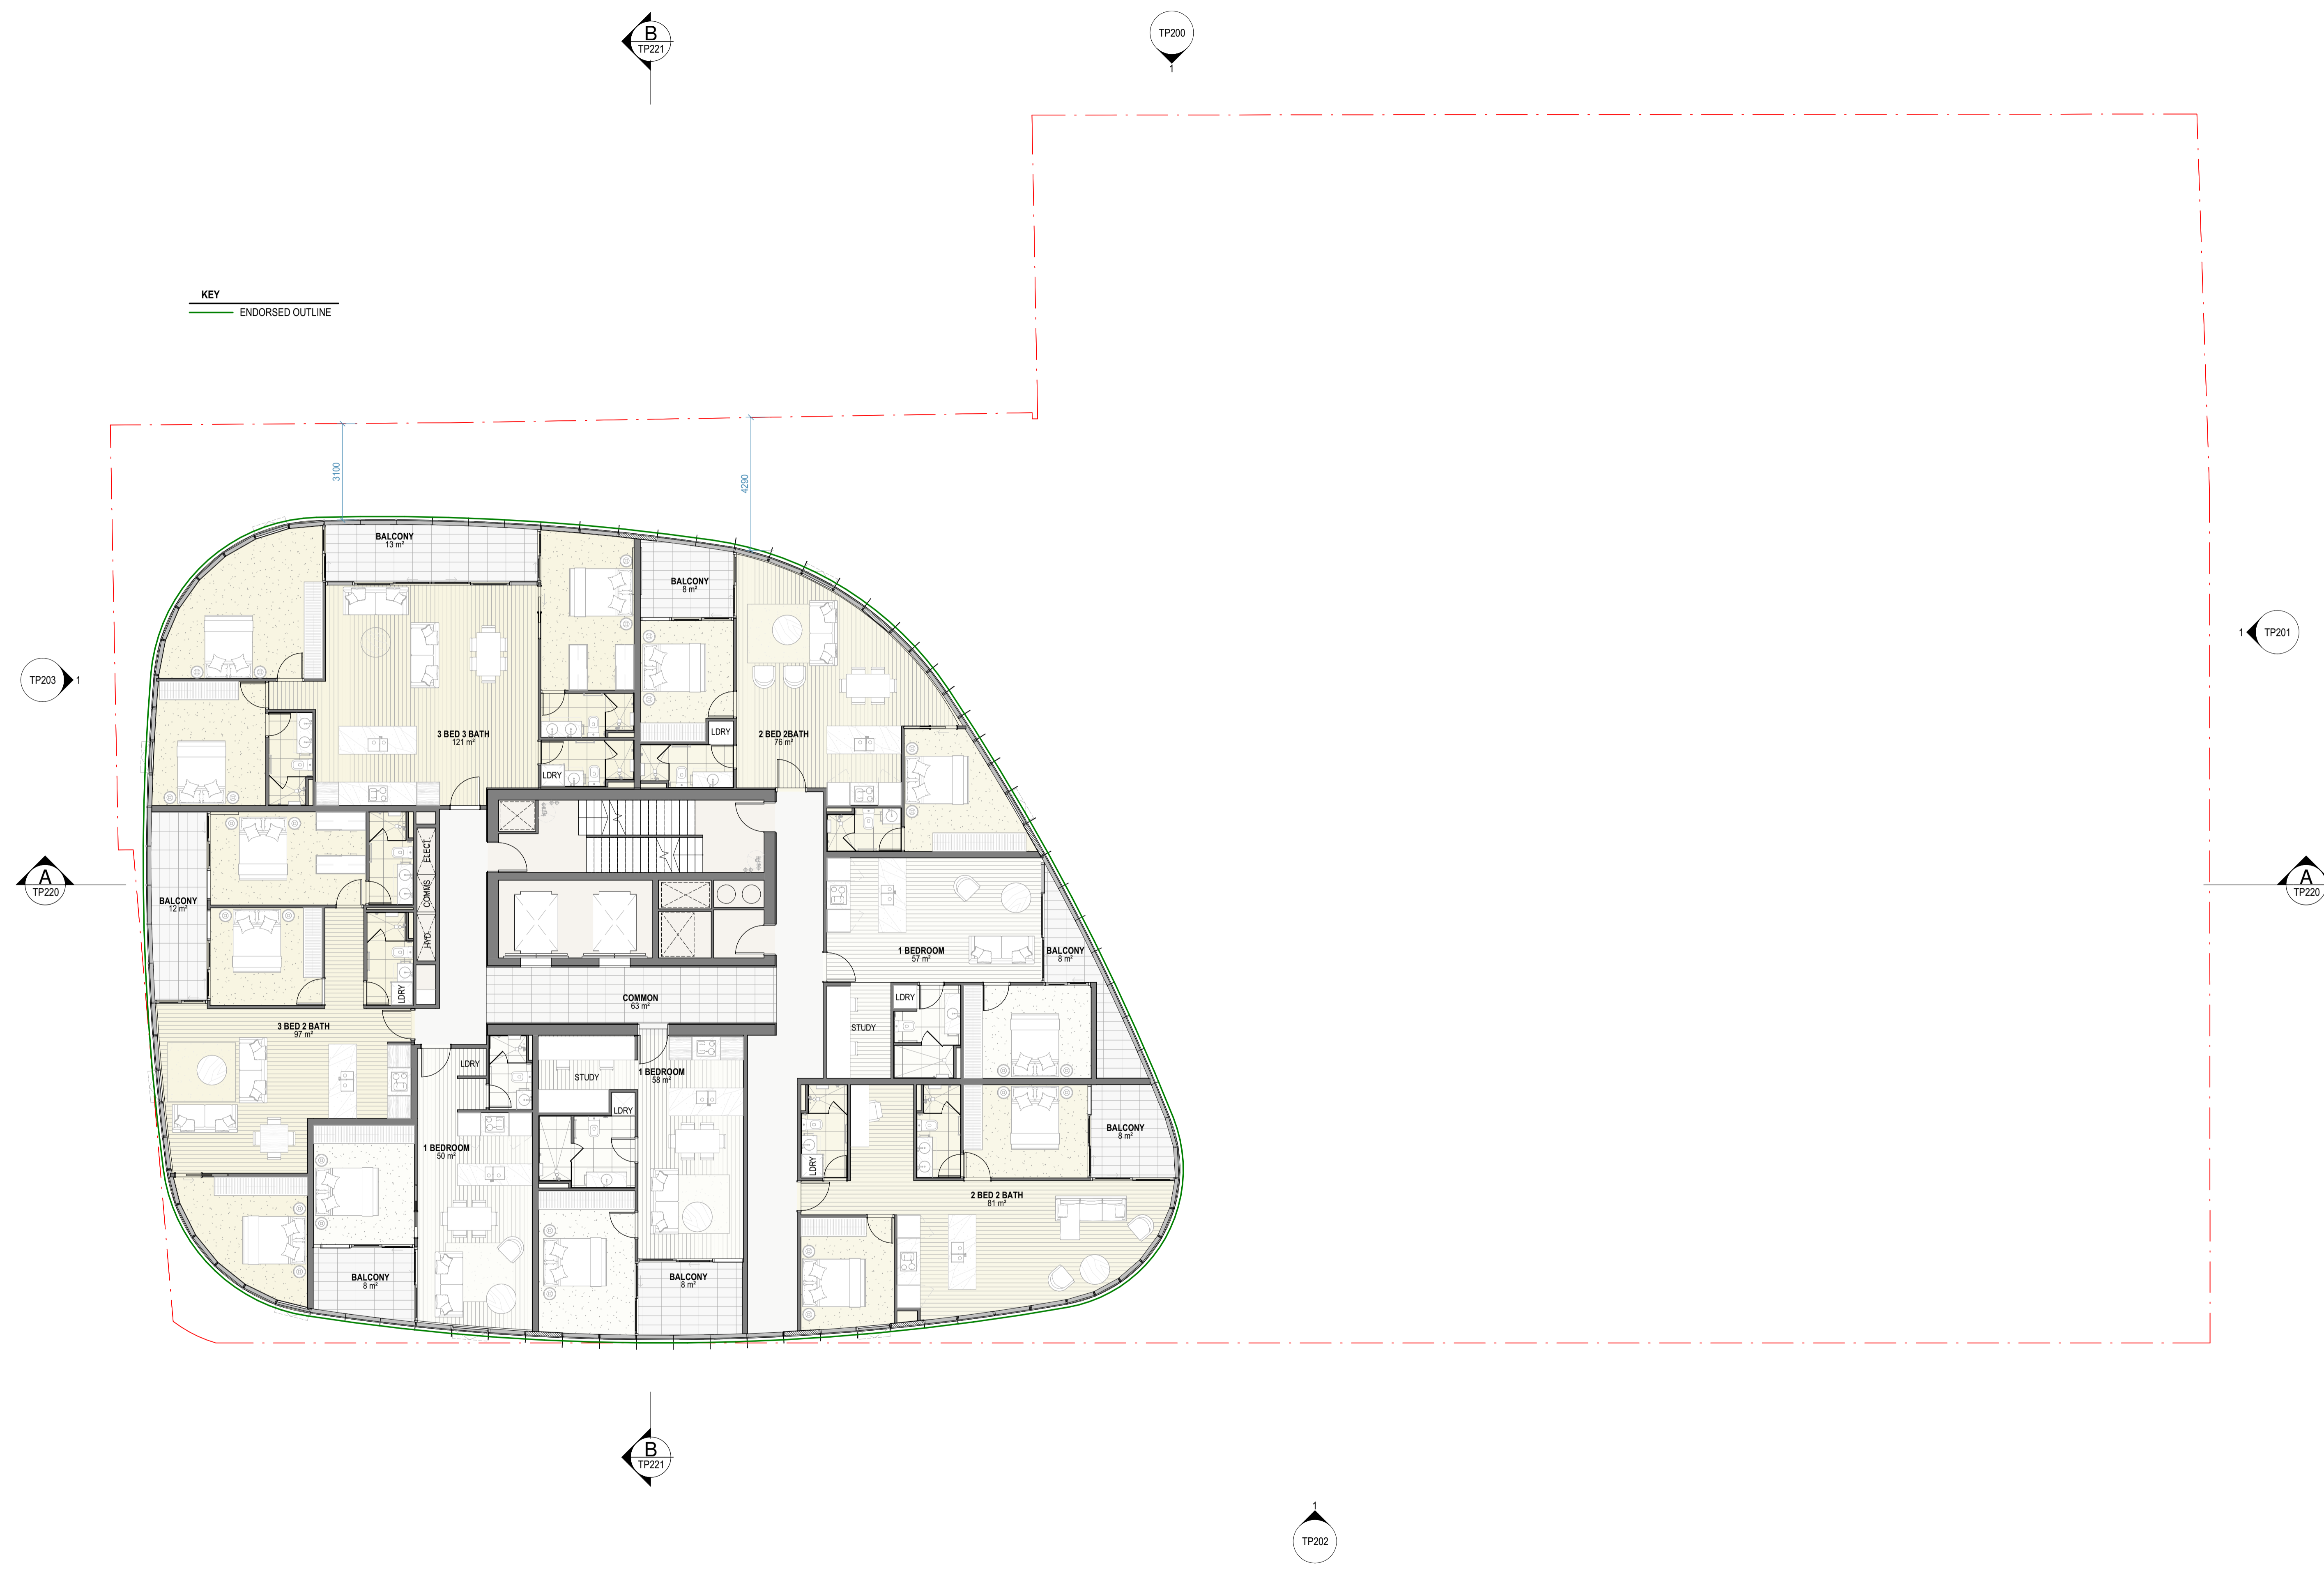 B
TP221
TP200
1
KEY
ENDORSED OUTLINE
3100
4290
BALCONY
13 m²
BALCONY
8 m²
TP203
1
1
TP201
3 BED 3 BATH
121 m²
LDRY
LDRY
2 BED 2BATH
76 m²
A
TP220
A
TP220
ELECT.
COMMS
HYD.
BALCONY
12 m²
LDRY
1 BEDROOM
57 m²
BALCONY
8 m²
COMMON
63 m²
LDRY
STUDY
3 BED 2 BATH
97 m²
LDRY
STUDY
1 BEDROOM
58 m²
LDRY
1 BEDROOM
50 m²
LDRY
BALCONY
8 m²
2 BED 2 BATH
81 m²
BALCONY
8 m²
BALCONY
8 m²
B
TP221
1
TP202